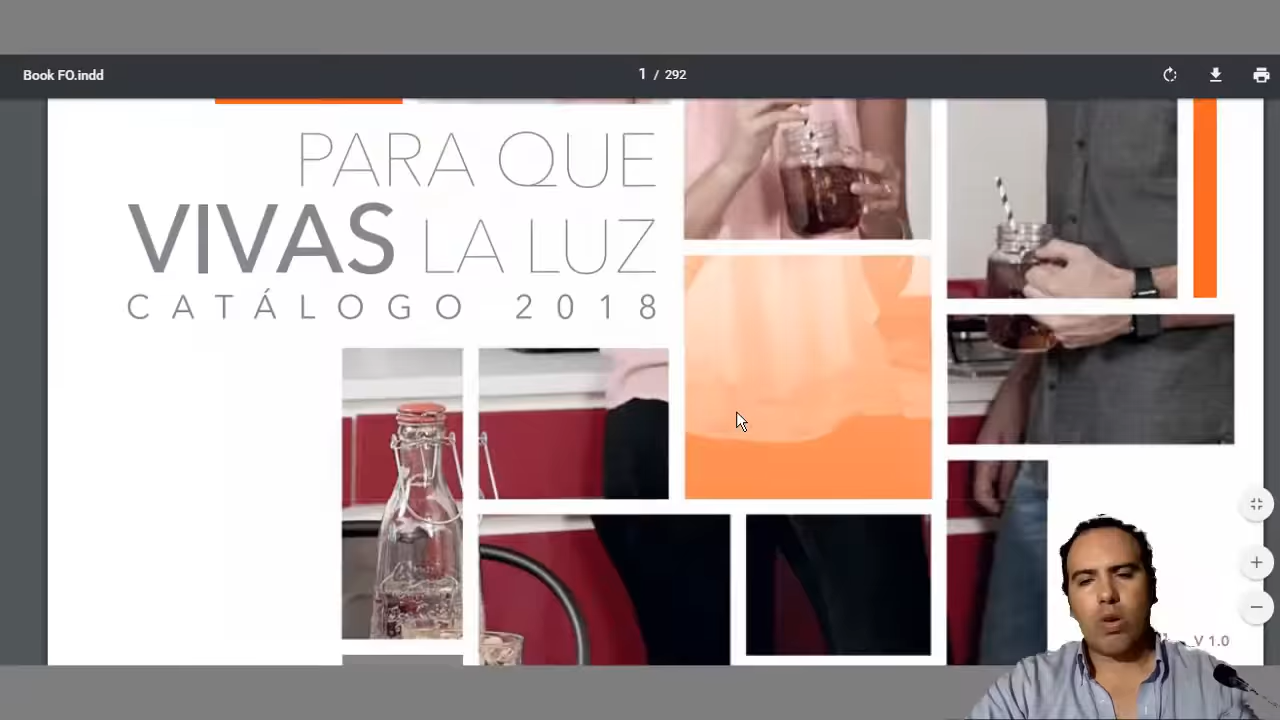 Book FO.indd
1 / 292
PARA QUE
VIVAS LA LUZ
CATÁLOGO 2018
V 1.0